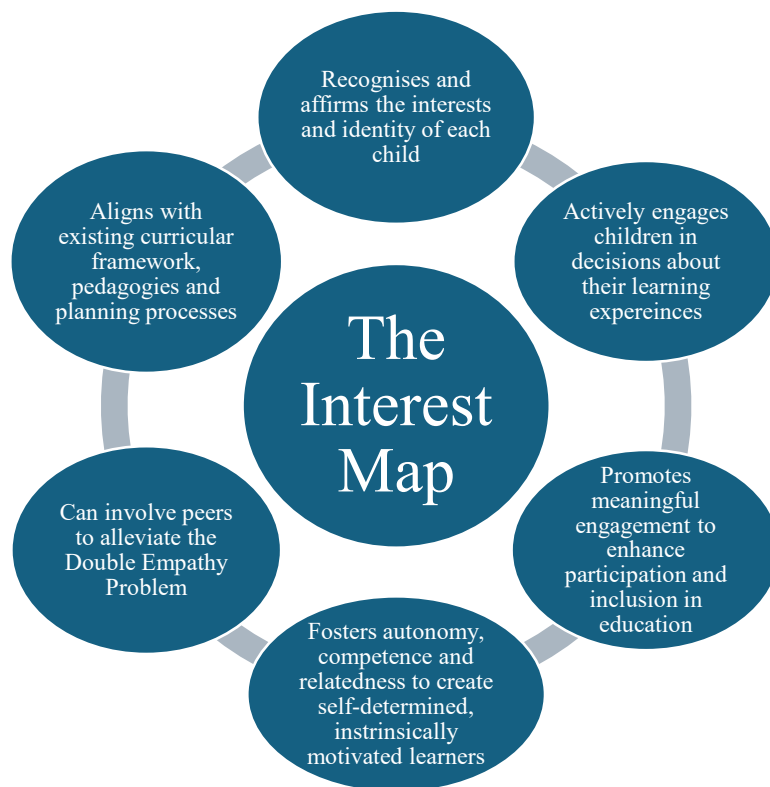 Recognises and
affirms the interests
and identity of each
child
Actively engages
children in
decisions about
their learning
expereinces
Promotes
meaningful
engagement to
enhance
participation and
inclusion in
education
Fosters autonomy,
competence and
relatedness to create
self-determined,
instrinsically
motivated learners
Can involve peers
to alleviate the
Double Empathy
Problem
Aligns with
existing curricular
framework,
pedagogies and
planning processes
The
Interest
Map